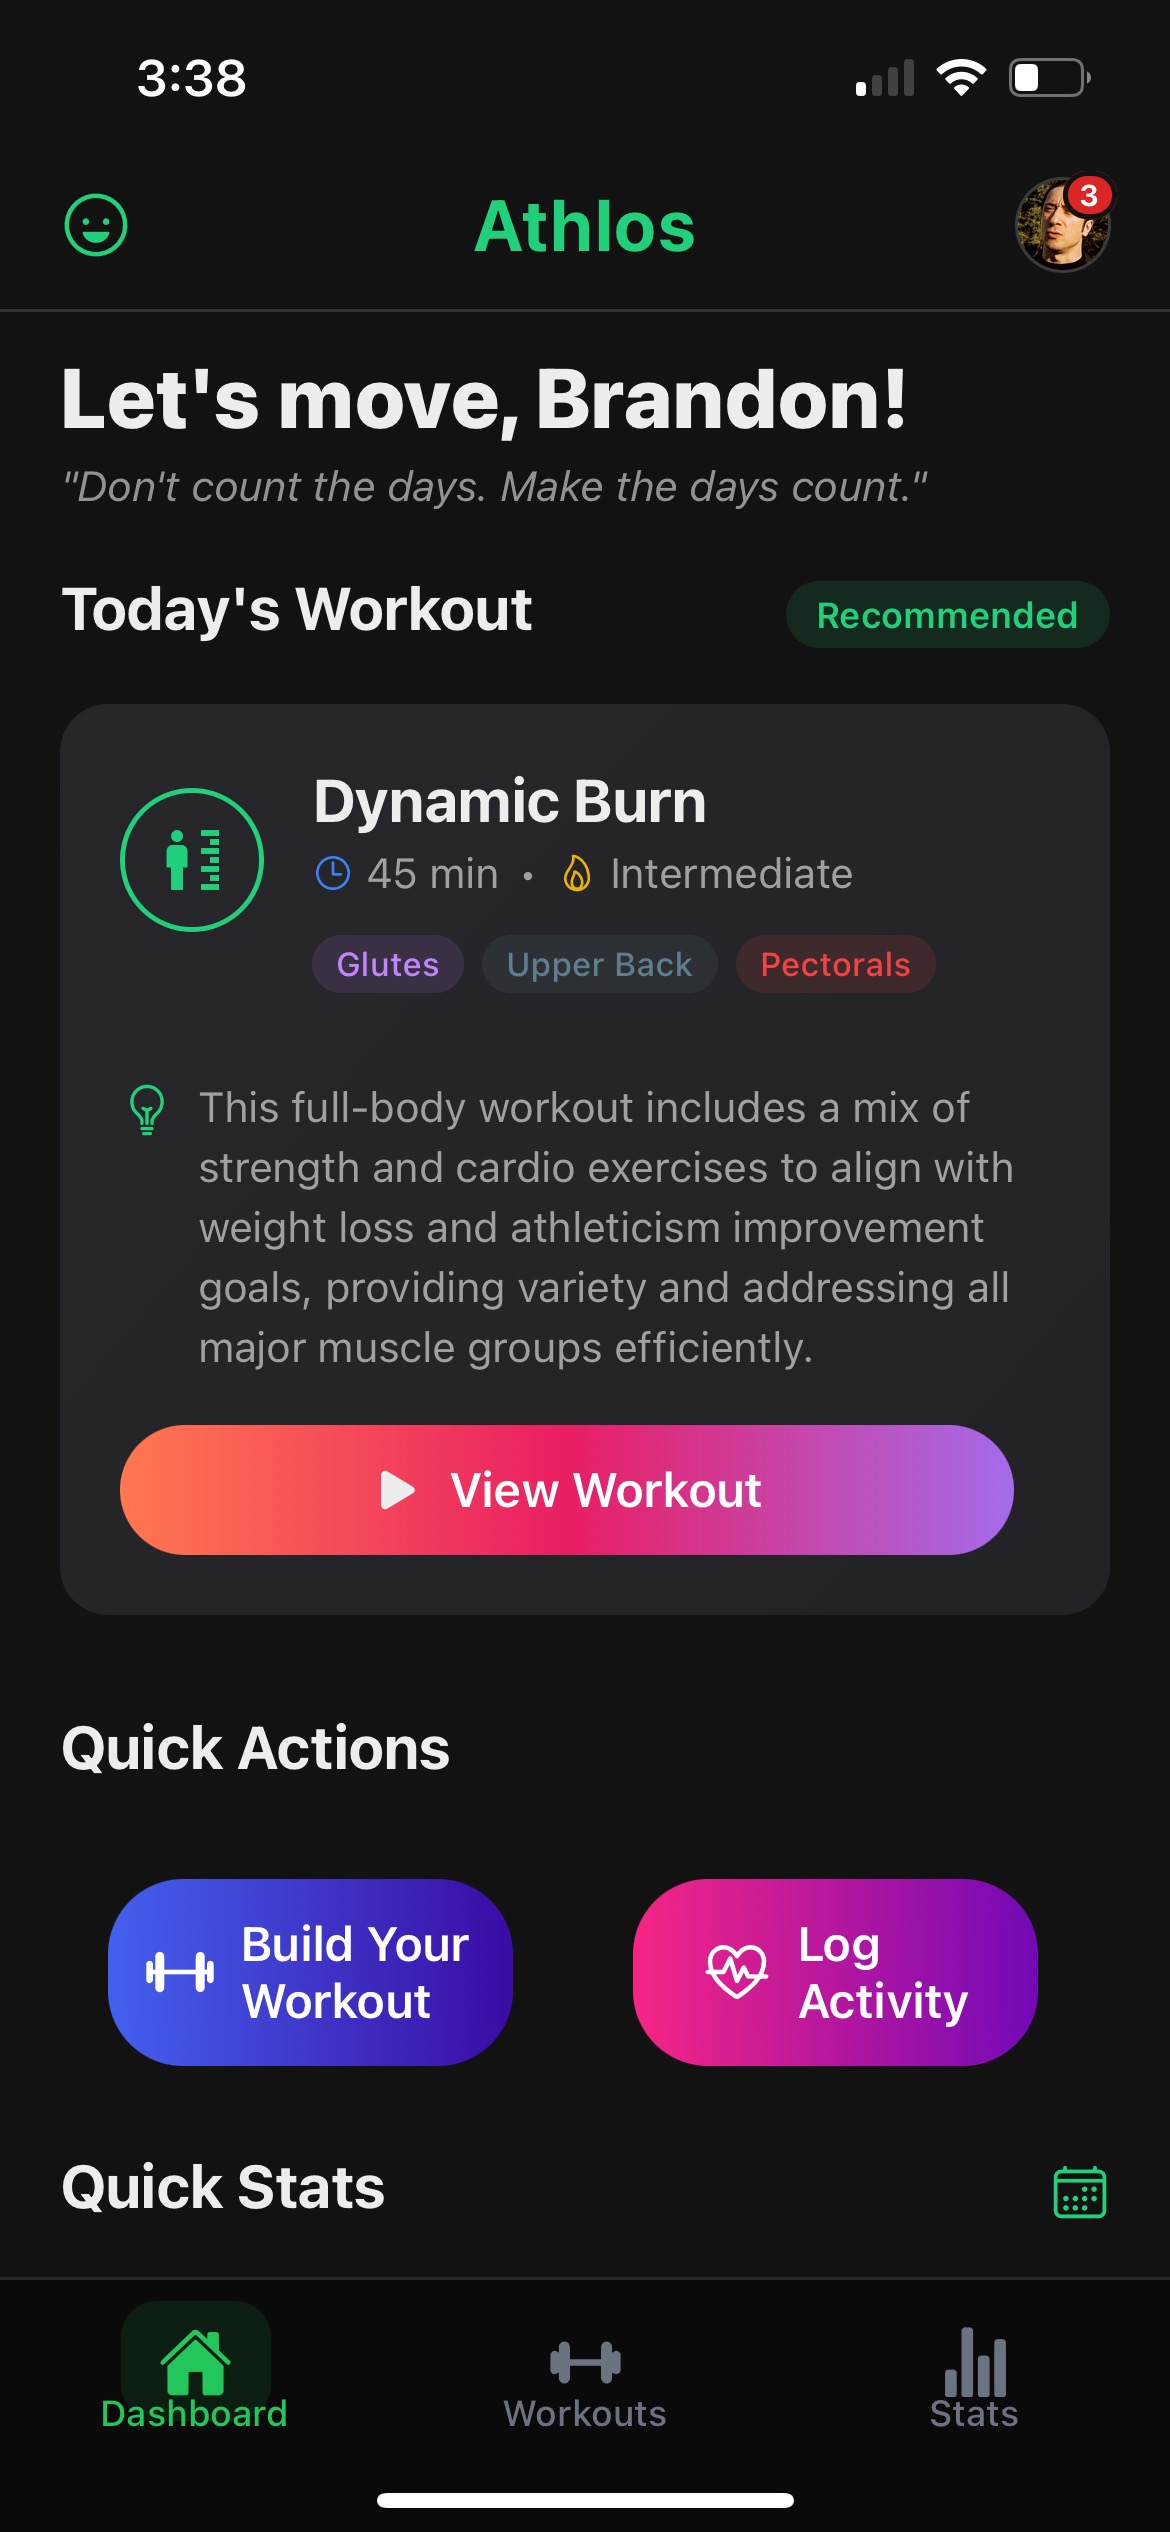 3:38
Athlos
3
Let's move, Brandon!
"Don't count the days. Make the days count."
Today's Workout
Recommended
Dynamic Burn
45 min • Intermediate
Glutes Upper Back Pectorals
This full-body workout includes a mix of
strength and cardio exercises to align with
weight loss and athleticism improvement
goals, providing variety and addressing all
major muscle groups efficiently.
View Workout
Quick Actions
Build Your
Workout
Log
Activity
Quick Stats
Dashboard
Workouts
Stats